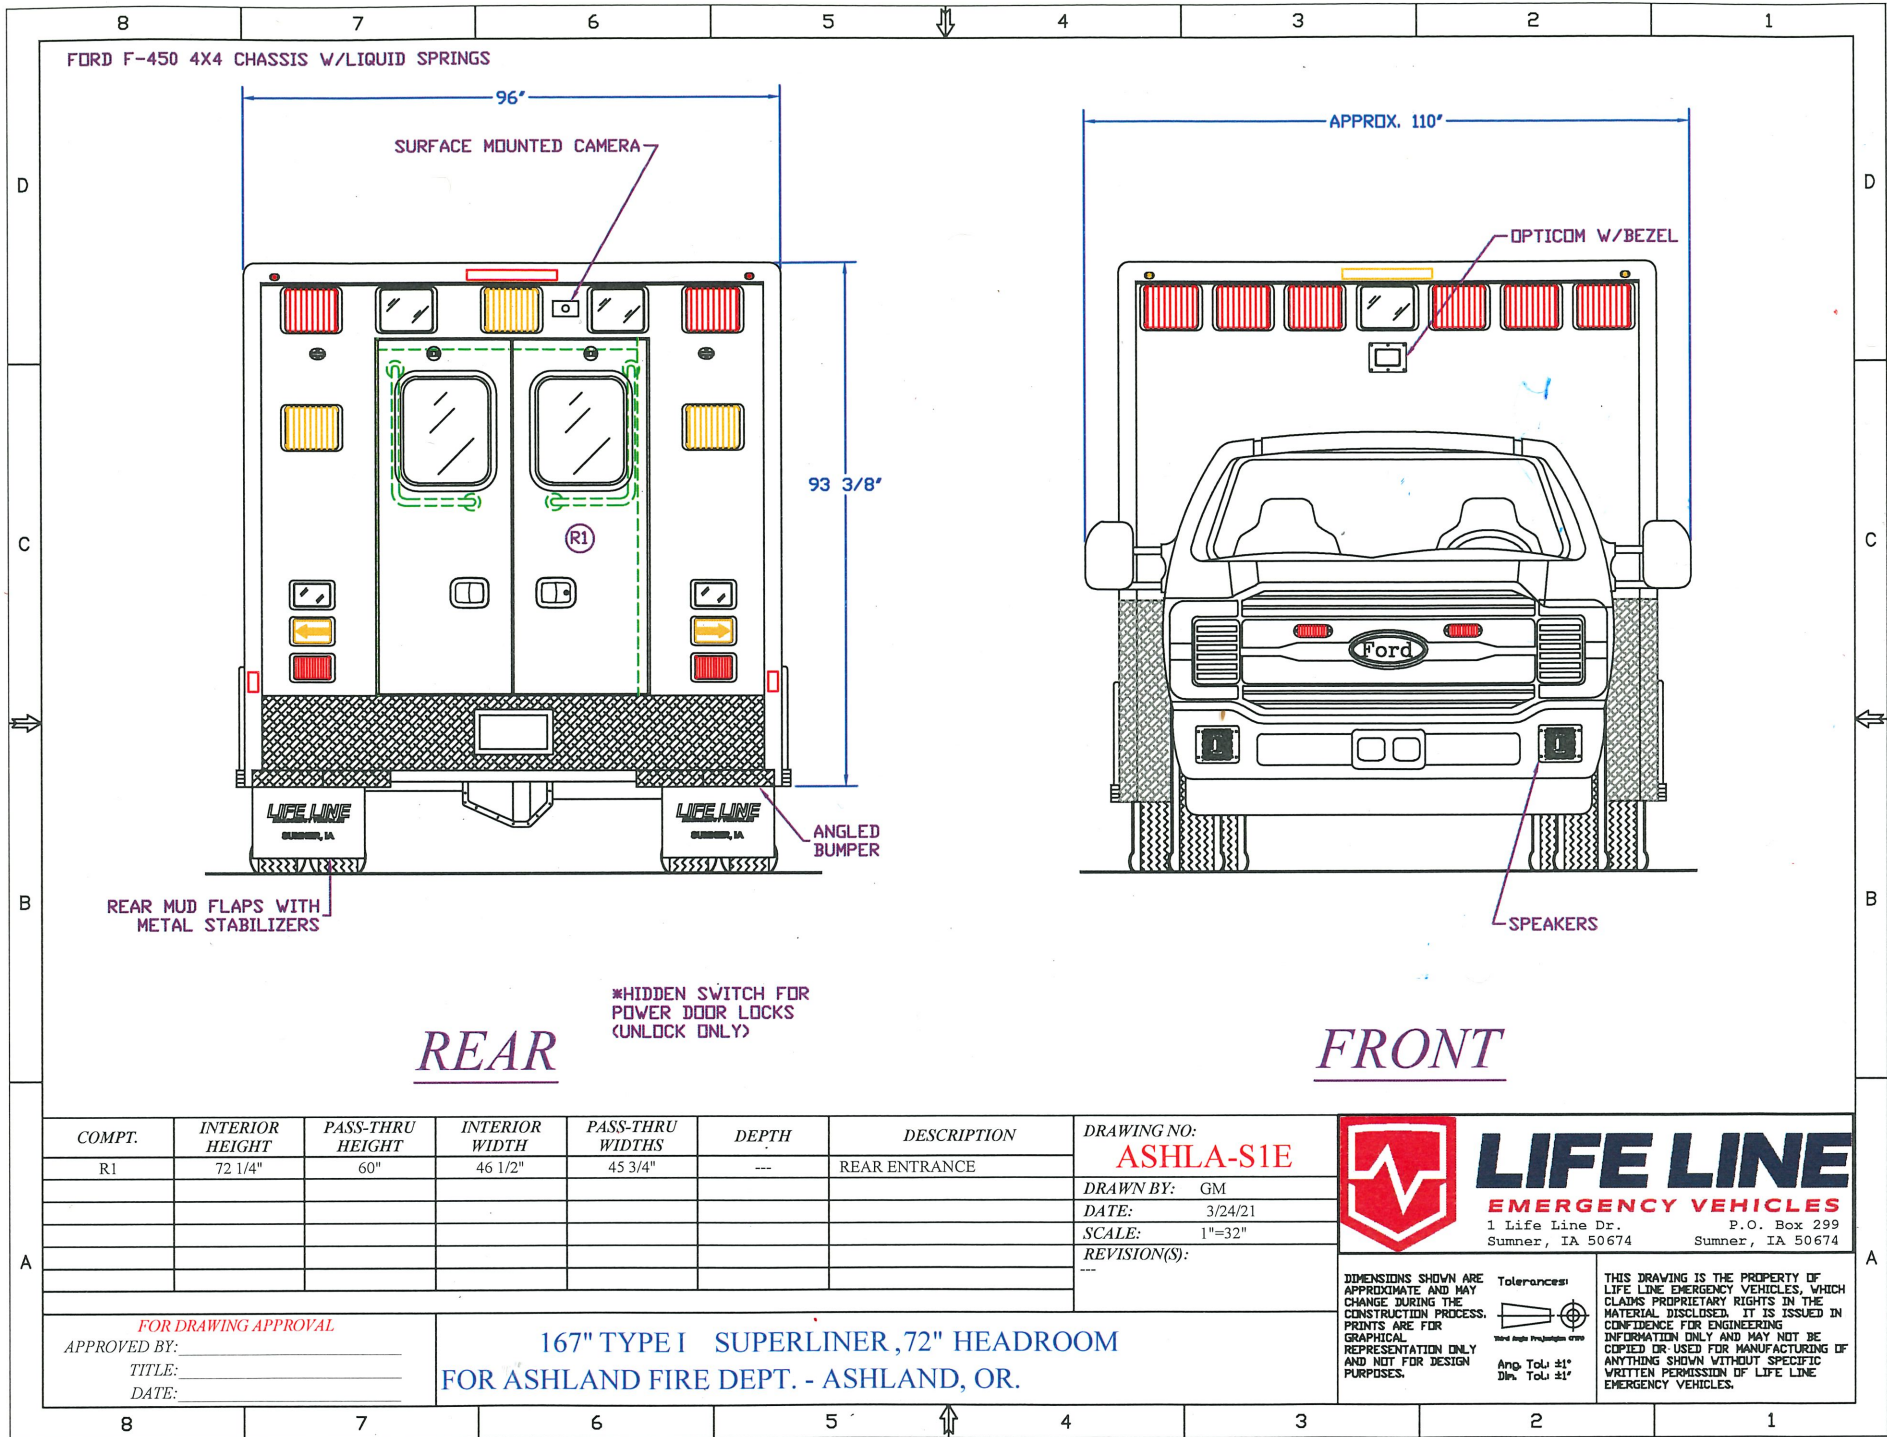 8 7 6 5 4 3 2 1
FORD F-450 4X4 CHASSIS W/LIQUID SPRINGS
96"
SURFACE MOUNTED CAMERA
APPROX. 110"
OPTICOM W/BEZEL
D
D
93 3/8"
R1
C
C
Ford
LIFE LINE
EMERGENCY VEHICLES
SUMNER, IA
LIFE LINE
EMERGENCY VEHICLES
SUMNER, IA
ANGLED
BUMPER
REAR MUD FLAPS WITH
METAL STABILIZERS
SPEAKERS
B
B
*HIDDEN SWITCH FOR
POWER DOOR LOCKS
(UNLOCK ONLY)
REAR
FRONT
COMPT. INTERIOR HEIGHT PASS-THRU HEIGHT INTERIOR WIDTH PASS-THRU WIDTHS DEPTH DESCRIPTION
R1 72 1/4" 60" 46 1/2" 45 3/4" --- REAR ENTRANCE
DRAWING NO:
ASHLA-S1E
DRAWN BY: GM
DATE: 3/24/21
SCALE: 1"=32"
REVISION(S):
---
LIFE LINE
EMERGENCY VEHICLES
1 Life Line Dr. P.O. Box 299
Sumner, IA 50674 Sumner, IA 50674
A
A
DIMENSIONS SHOWN ARE
APPROXIMATE AND MAY
CHANGE DURING THE
CONSTRUCTION PROCESS.
PRINTS ARE FOR
GRAPHICAL
REPRESENTATION ONLY
AND NOT FOR DESIGN
PURPOSES.
Tolerances:
Third Angle Projection
Ang. Tol.: ±1°
Dim. Tol.: ±1"
THIS DRAWING IS THE PROPERTY OF
LIFE LINE EMERGENCY VEHICLES, WHICH
CLAIMS PROPRIETARY RIGHTS IN THE
MATERIAL DISCLOSED. IT IS ISSUED IN
CONFIDENCE FOR ENGINEERING
INFORMATION ONLY AND MAY NOT BE
COPIED OR USED FOR MANUFACTURING OF
ANYTHING SHOWN WITHOUT SPECIFIC
WRITTEN PERMISSION OF LIFE LINE
EMERGENCY VEHICLES.
FOR DRAWING APPROVAL
APPROVED BY:
TITLE:
DATE:
167" TYPE I SUPERLINER ,72" HEADROOM
FOR ASHLAND FIRE DEPT. - ASHLAND, OR.
8 7 6 5 4 3 2 1